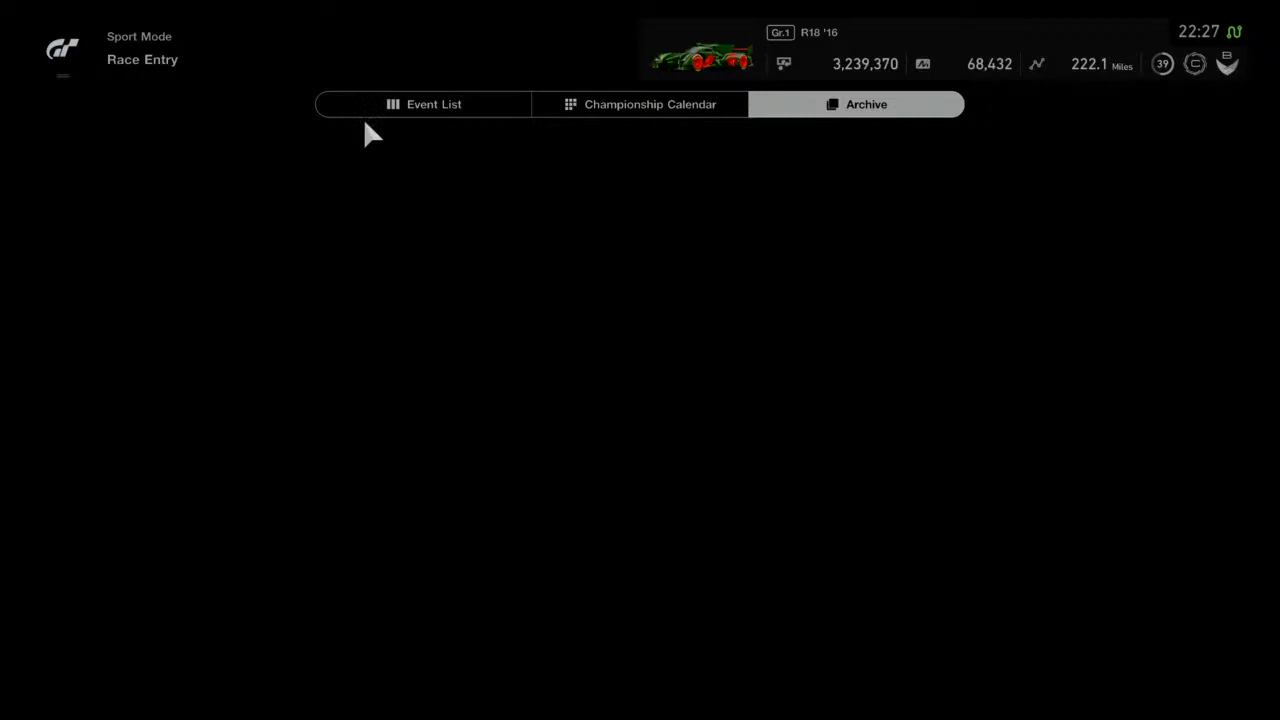 Sport Mode
Race Entry
Gr.1 R18 '16
22:27
3,239,370
68,432
222.1 Miles
39
C
B
Event List
Championship Calendar
Archive